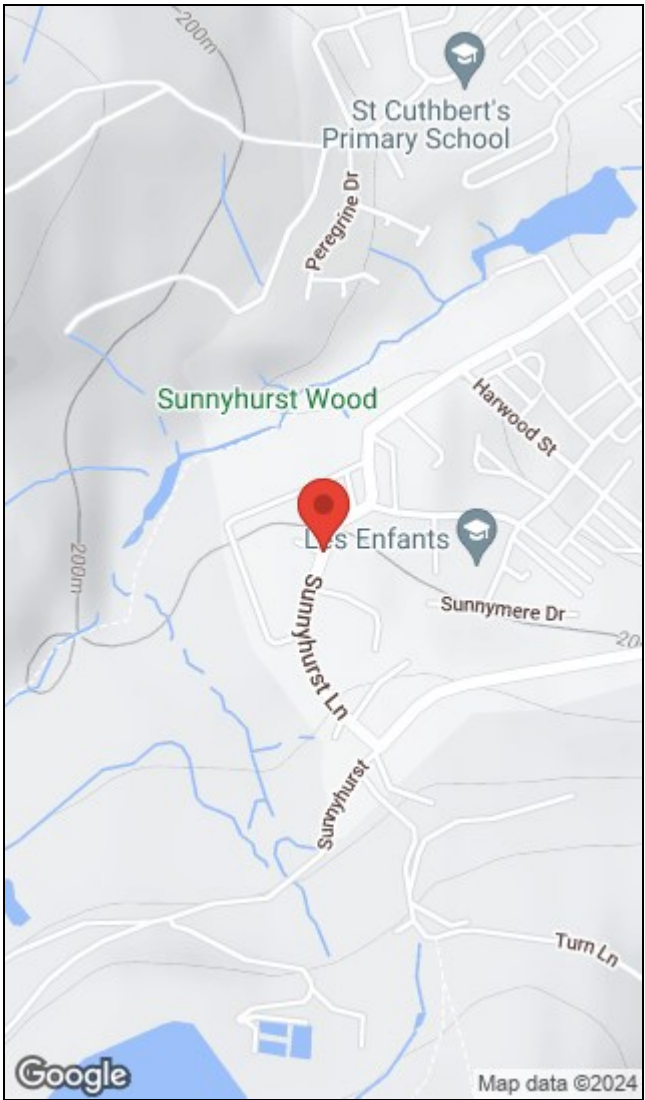 200m
St Cuthbert's
Primary School
Peregrine Dr
Sunnyhurst Wood
Harwood St
Les Enfants
200m
Sunnyhurst Ln
Sunnymere Dr
20
Sunnyhurst
Turn Ln
Google
Map data ©2024